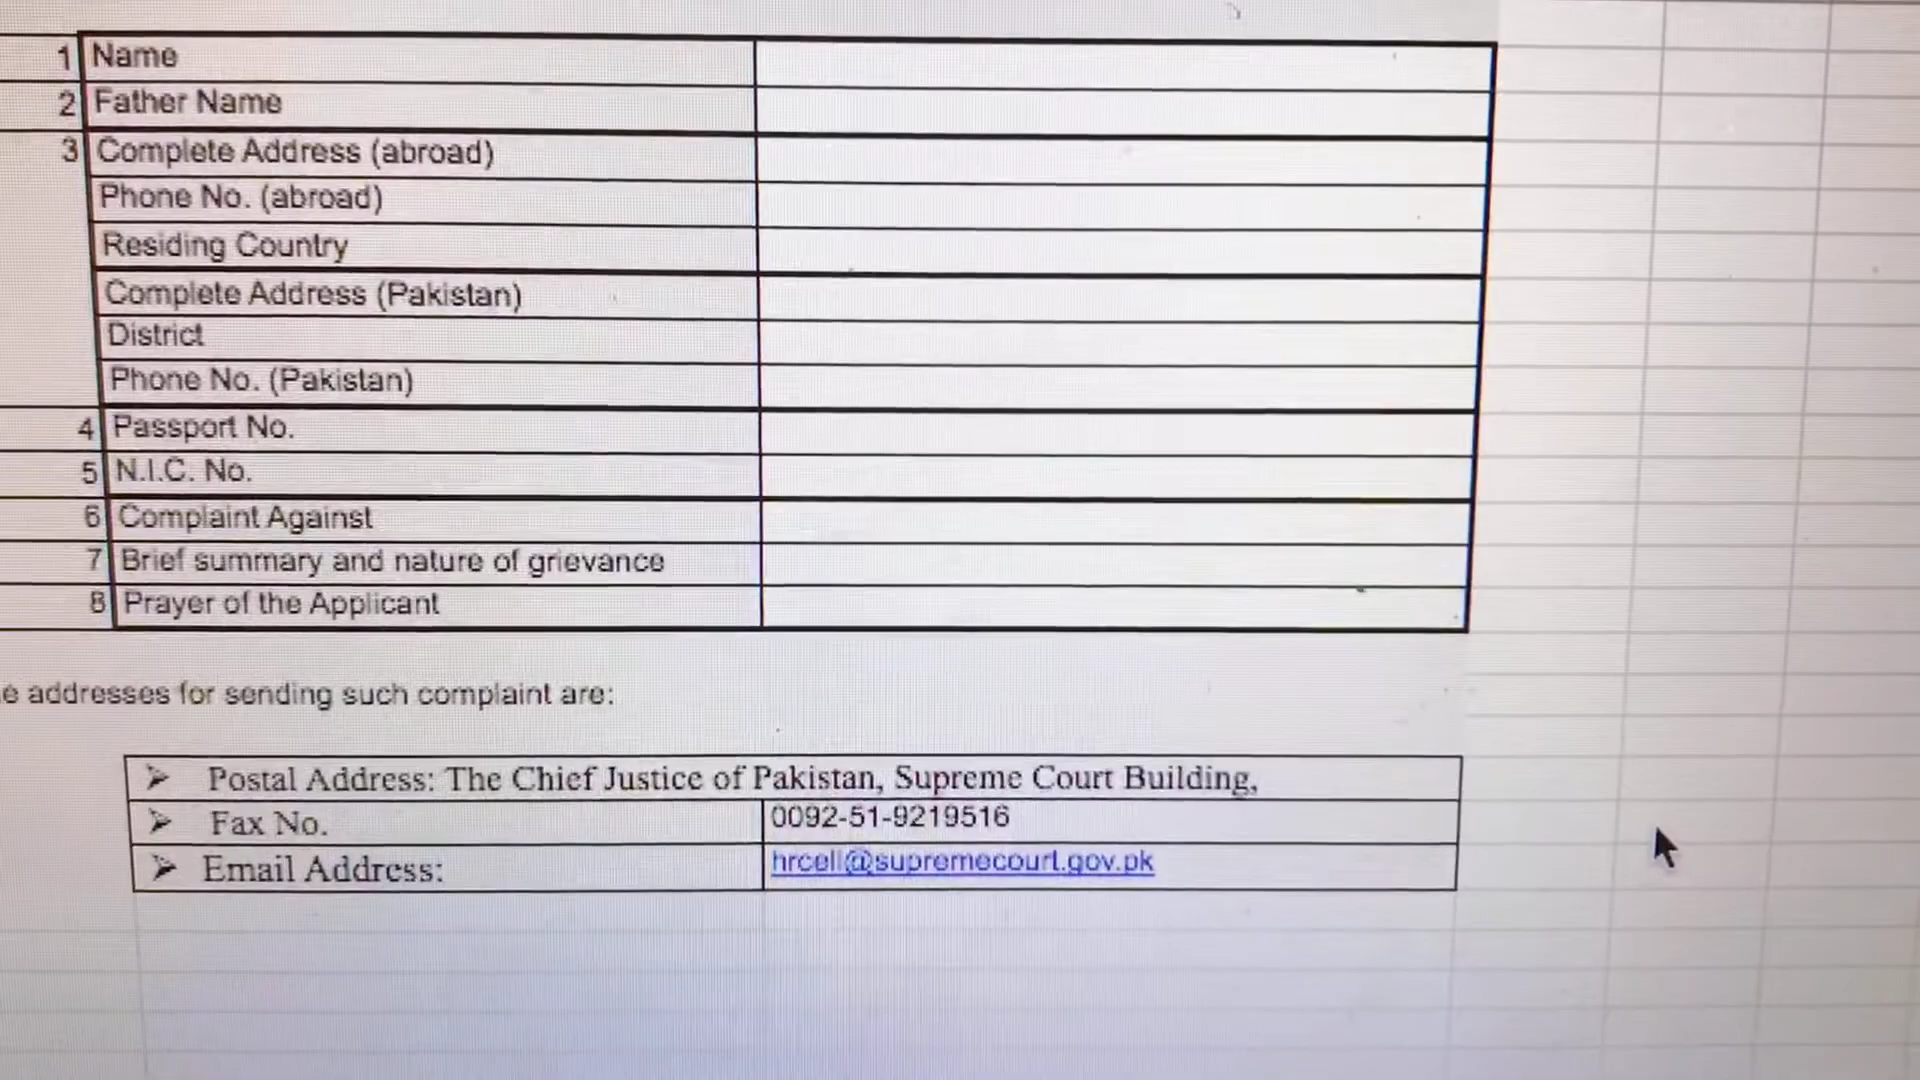 1 Name
2 Father Name
3 Complete Address (abroad)
Phone No. (abroad)
Residing Country
Complete Address (Pakistan)
District
Phone No. (Pakistan)
4 Passport No.
5 N.I.C. No.
6 Complaint Against
7 Brief summary and nature of grievance
8 Prayer of the Applicant
e addresses for sending such complaint are:
➢ Postal Address: The Chief Justice of Pakistan, Supreme Court Building,
➢ Fax No. 0092-51-9219516
➢ Email Address: hrcell@supremecourt.gov.pk